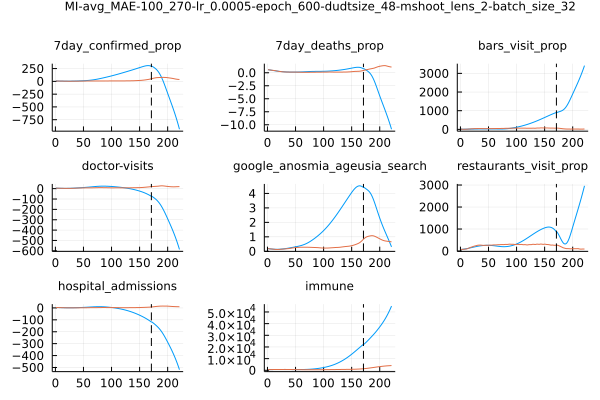 MI-avg_MAE-100_270-lr_0.0005-epoch_600-dudtsize_48-mshoot_lens_2-batch_size_32
7day_confirmed_prop 7day_deaths_prop bars_visit_prop
250 0 −250 −500 −750
0 50 100 150 200
0.0 −2.5 −5.0 −7.5 −10.0
0 50 100 150 200
3000 2000 1000 0
0 50 100 150 200
doctor-visits google_anosmia_ageusia_search restaurants_visit_prop
0 −100 −200 −300 −400 −500 −600
0 50 100 150 200
4 3 2 1 0
0 50 100 150 200
3000 2000 1000 0
0 50 100 150 200
hospital_admissions immune
0 −100 −200 −300 −400 −500
0 50 100 150 200
5.0×10⁴ 4.0×10⁴ 3.0×10⁴ 2.0×10⁴ 1.0×10⁴ 0
0 50 100 150 200